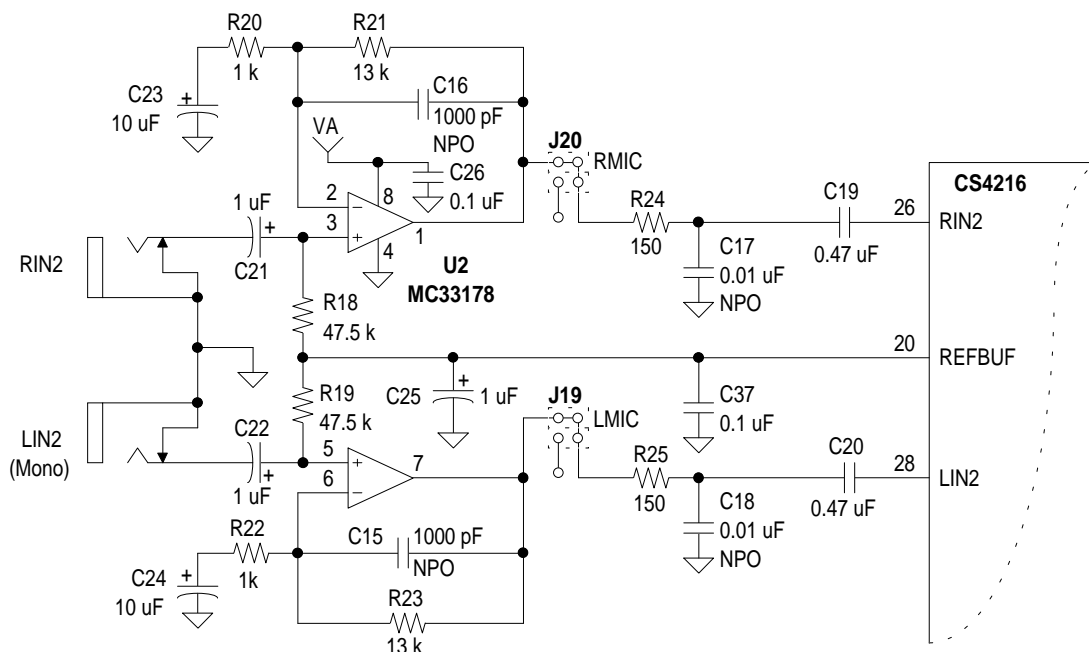 R20
1 k
R21
13 k
C23
+
10 uF
C16
1000 pF
NPO
VA
C26
0.1 uF
J20
RMIC
CS4216
2
8
3
1
4
−
+
1 uF
+
C21
U2
MC33178
R24
150
C17
0.01 uF
NPO
C19
0.47 uF
26
RIN2
RIN2
R18
47.5 k
20
REFBUF
R19
47.5 k
C25
+
1 uF
C37
0.1 uF
J19
LMIC
LIN2
(Mono)
C22
+
1 uF
5
6
7
+
−
R25
150
C18
0.01 uF
NPO
C20
0.47 uF
28
LIN2
R22
1k
C15
1000 pF
NPO
C24
+
10 uF
R23
13 k